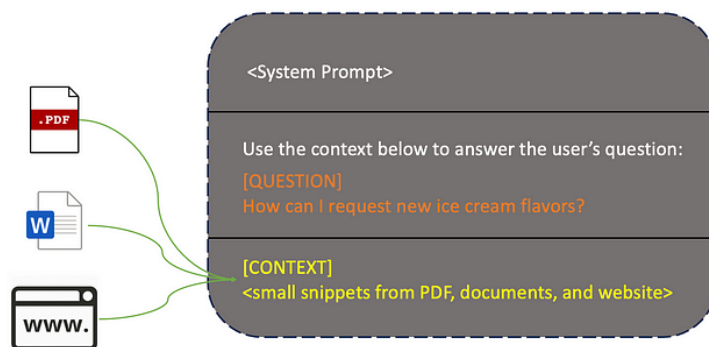 <System Prompt>
.PDF
Use the context below to answer the user's question:
[QUESTION]
How can I request new ice cream flavors?
W
[CONTEXT]
<small snippets from PDF, documents, and website>
www.